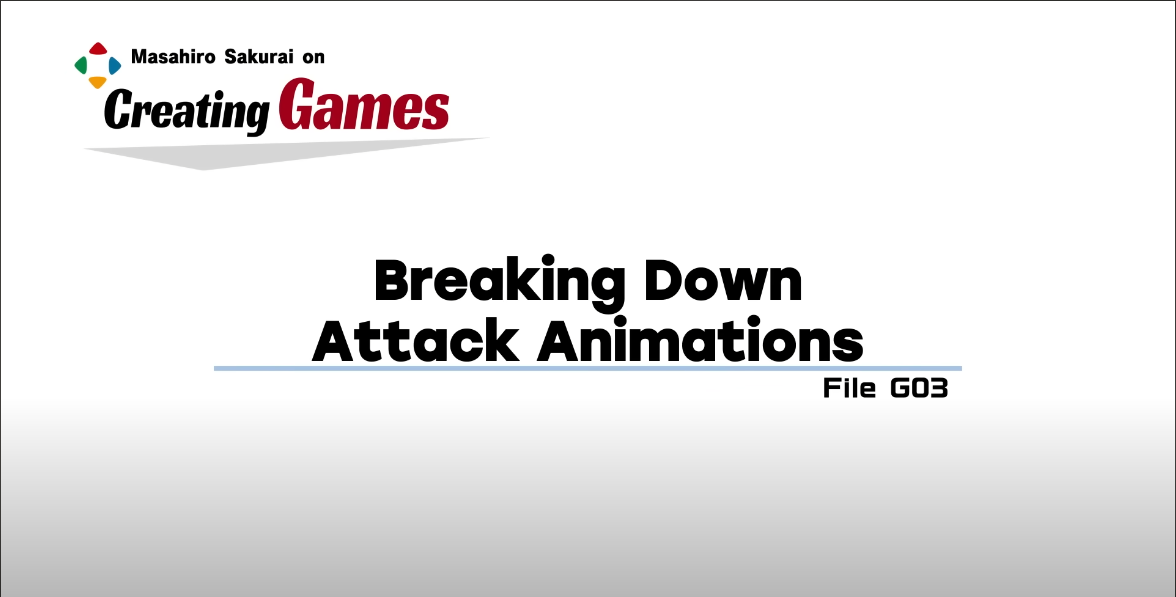 Masahiro Sakurai on
Creating Games
Breaking Down
Attack Animations
File G03